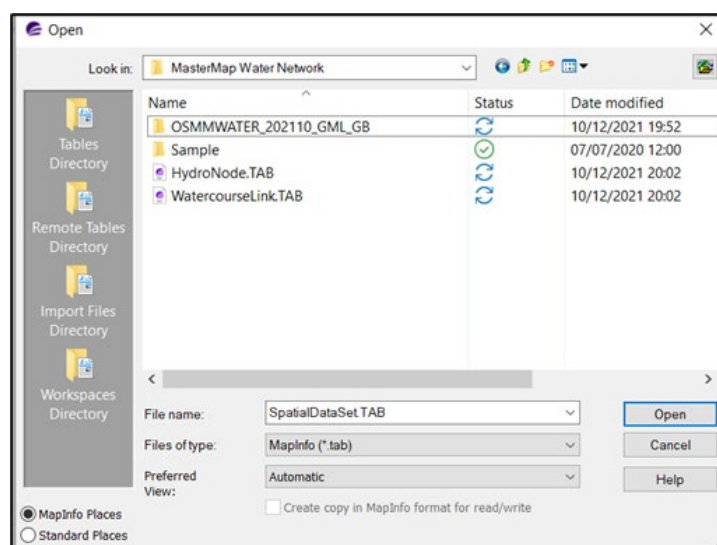 Open
Look in: MasterMap Water Network
Name Status Date modified
OSMMWATER_202110_GML_GB 10/12/2021 19:52
Sample 07/07/2020 12:00
HydroNode.TAB 10/12/2021 20:02
WatercourseLink.TAB 10/12/2021 20:02
Tables
Directory
Remote Tables
Directory
Import Files
Directory
Workspaces
Directory
File name: SpatialDataSet.TAB Open
Files of type: MapInfo (*.tab) Cancel
Preferred
View: Automatic Help
Create copy in MapInfo format for read/write
MapInfo Places
Standard Places